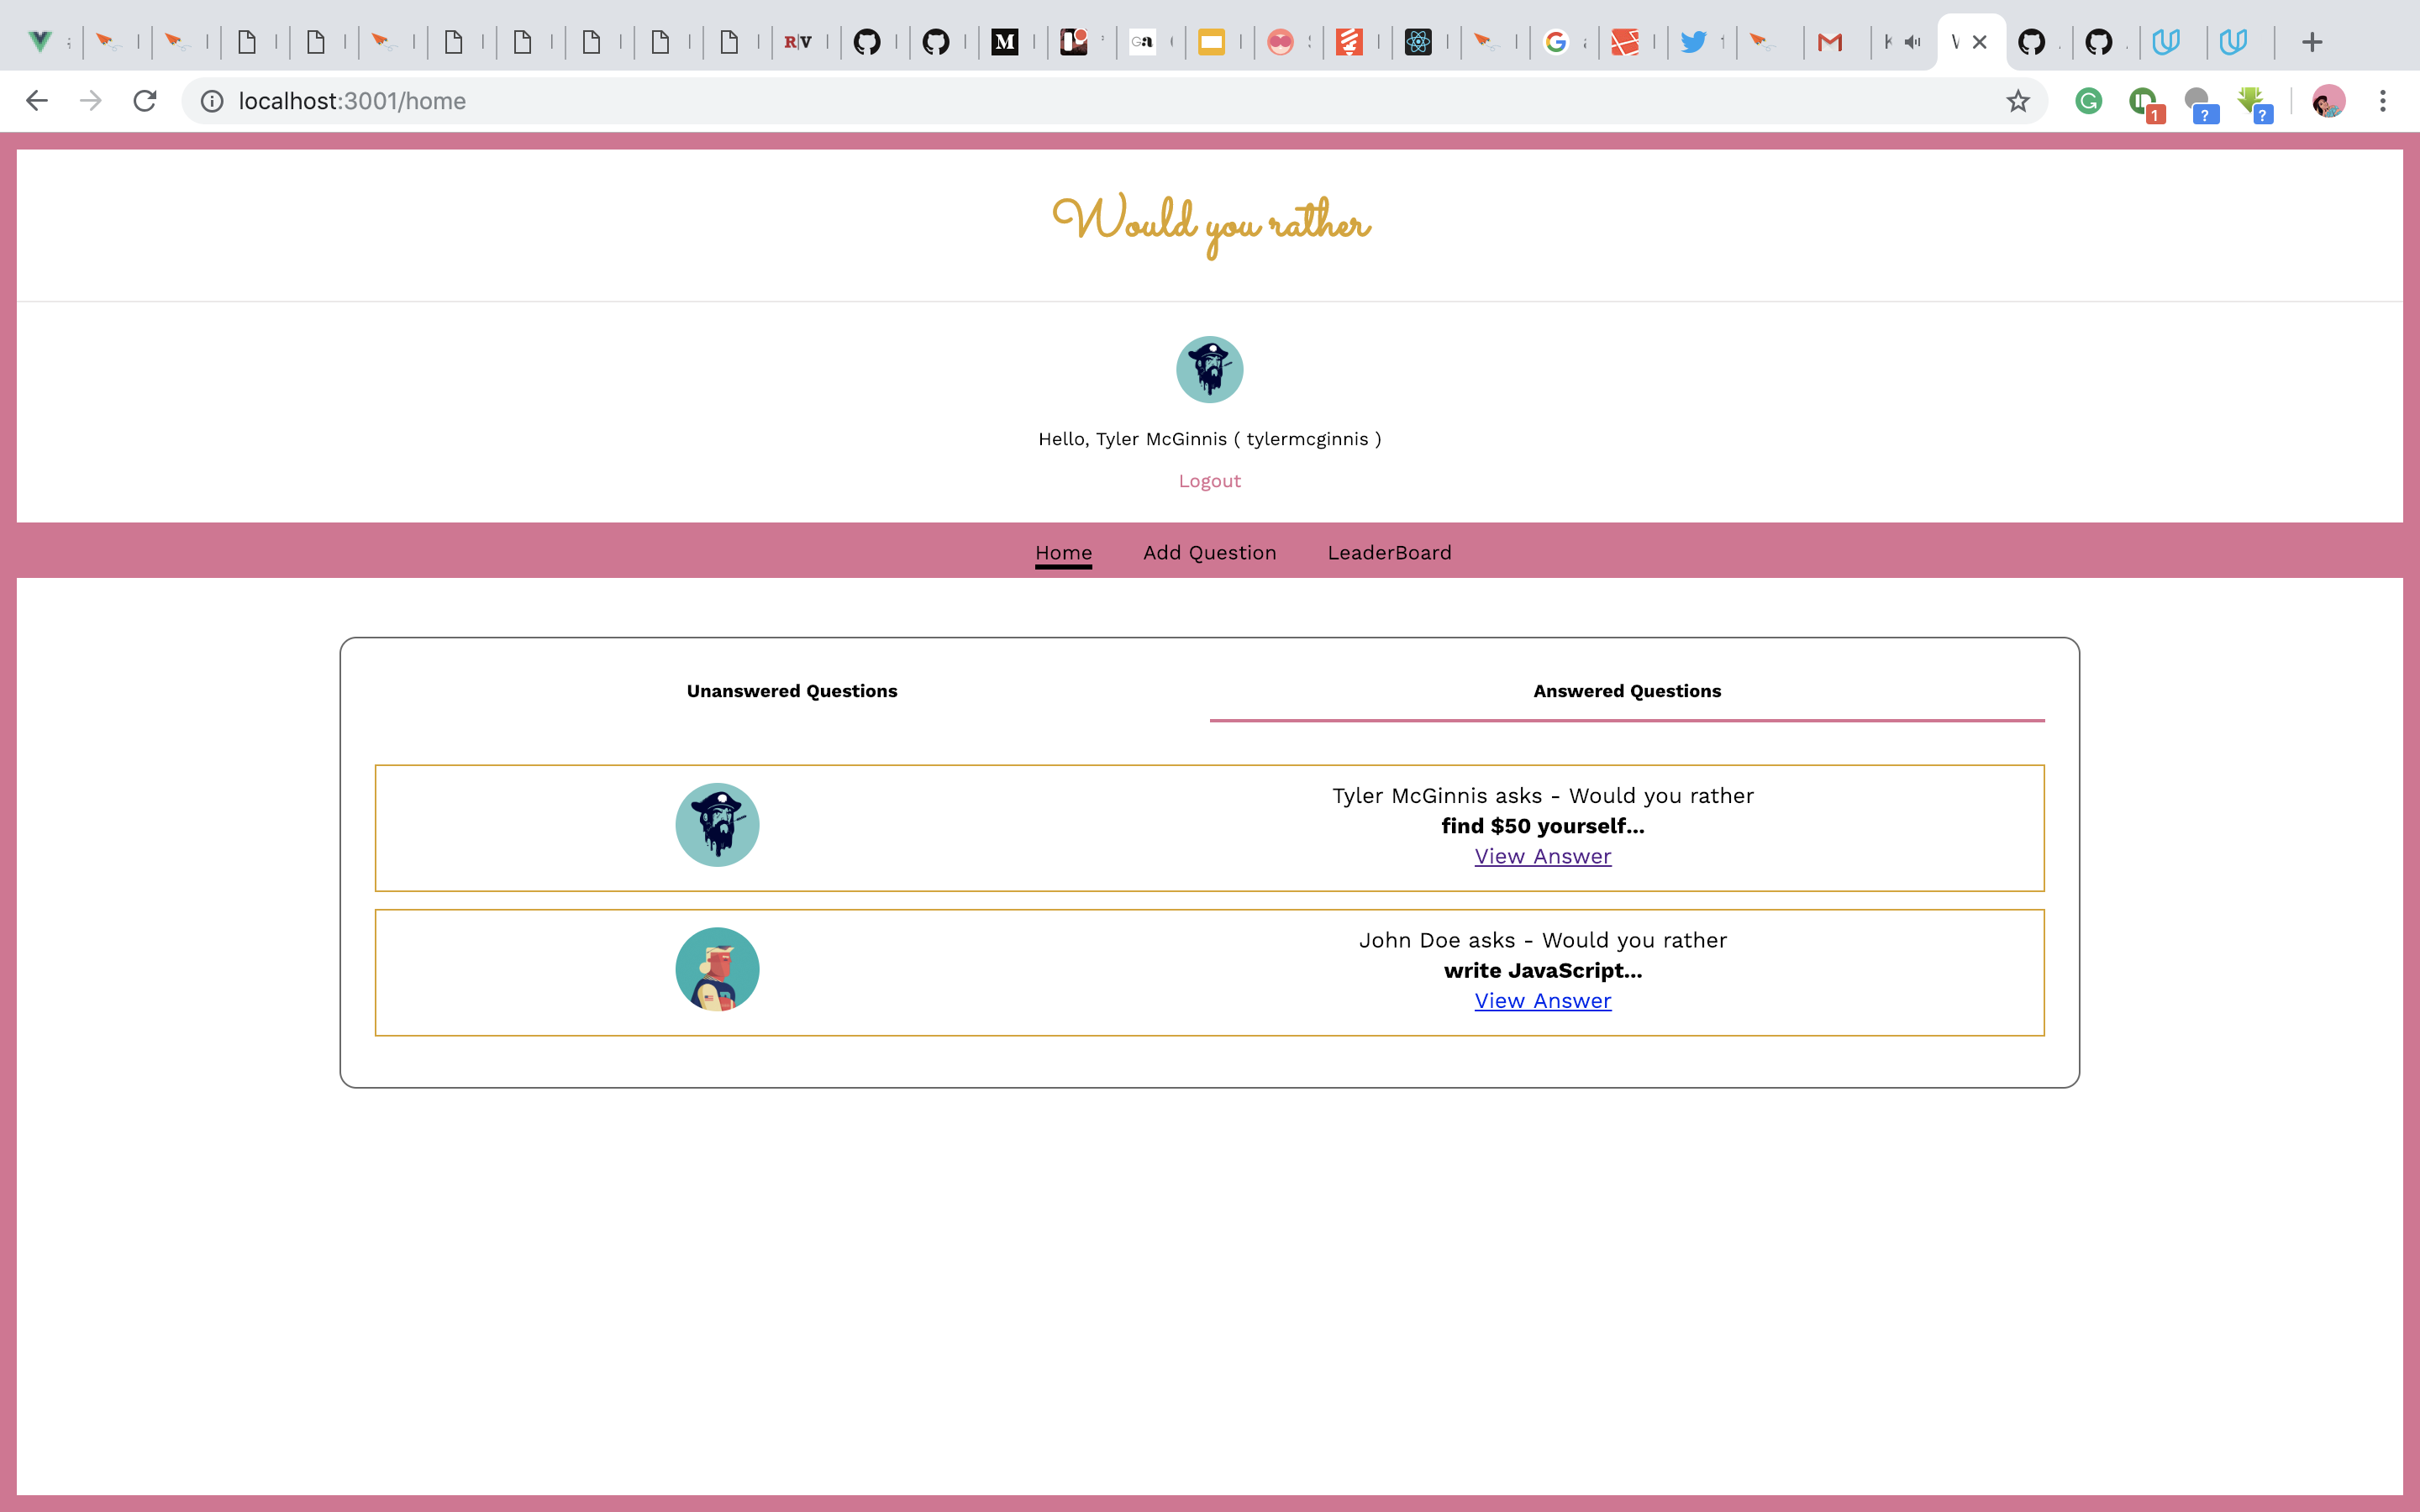 R|V
M
Ga
localhost:3001/home
1
?
?
Would you rather
Hello, Tyler McGinnis ( tylermcginnis )
Logout
Home Add Question LeaderBoard
Unanswered Questions Answered Questions
Tyler McGinnis asks - Would you rather
find $50 yourself...
View Answer
John Doe asks - Would you rather
write JavaScript...
View Answer